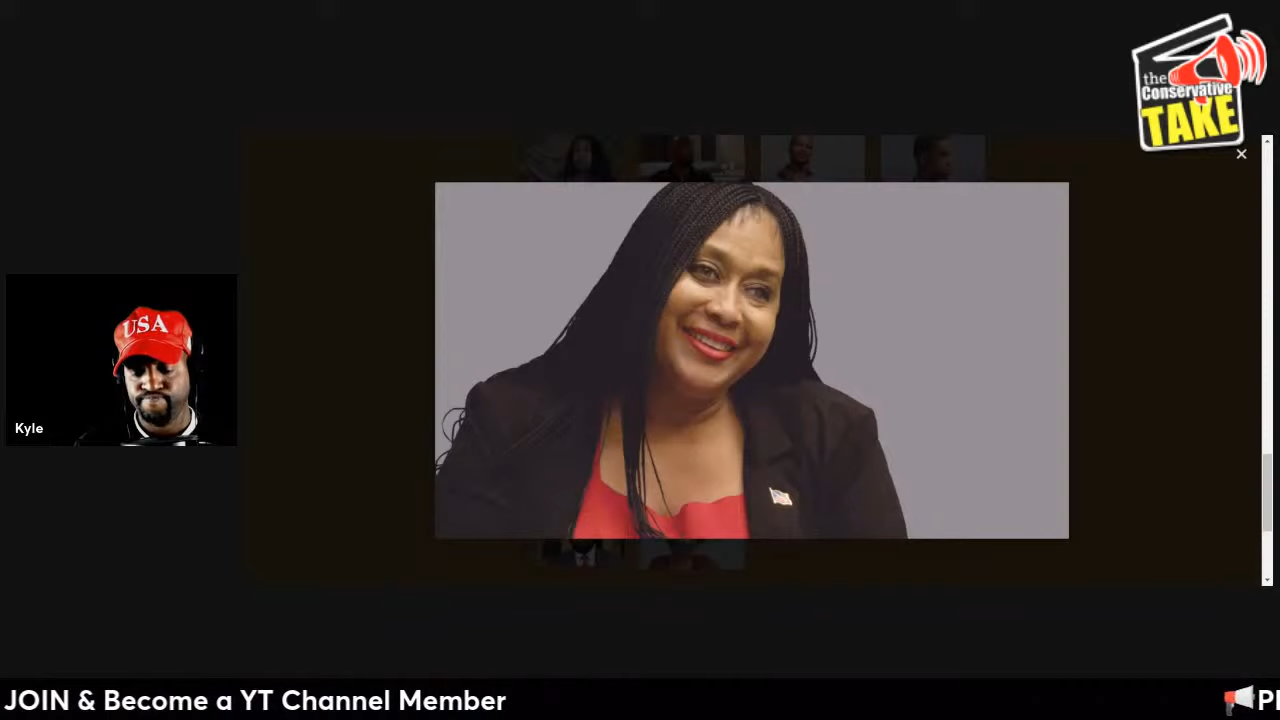 the
Conservative
TAKE
USA
Kyle
JOIN & Become a YT Channel Member